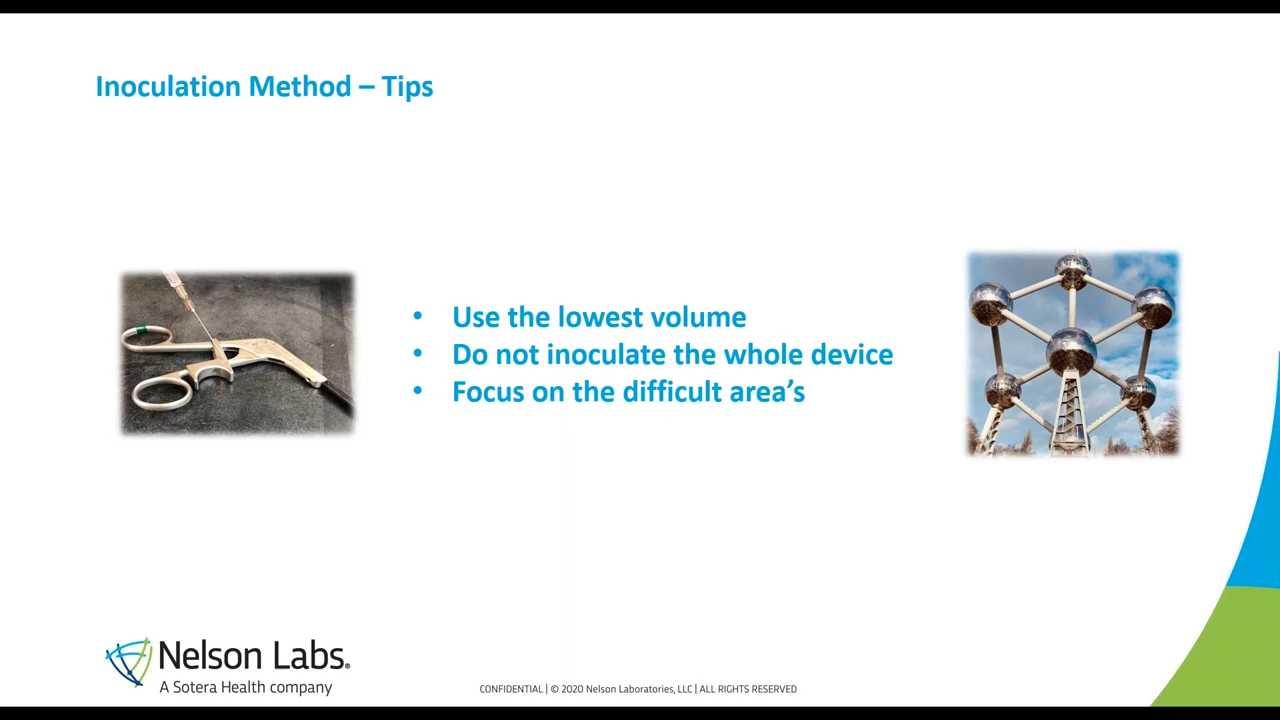 Inoculation Method – Tips
• Use the lowest volume
• Do not inoculate the whole device
• Focus on the difficult area’s
Nelson Labs®
A Sotera Health company
CONFIDENTIAL | © 2020 Nelson Laboratories, LLC | ALL RIGHTS RESERVED